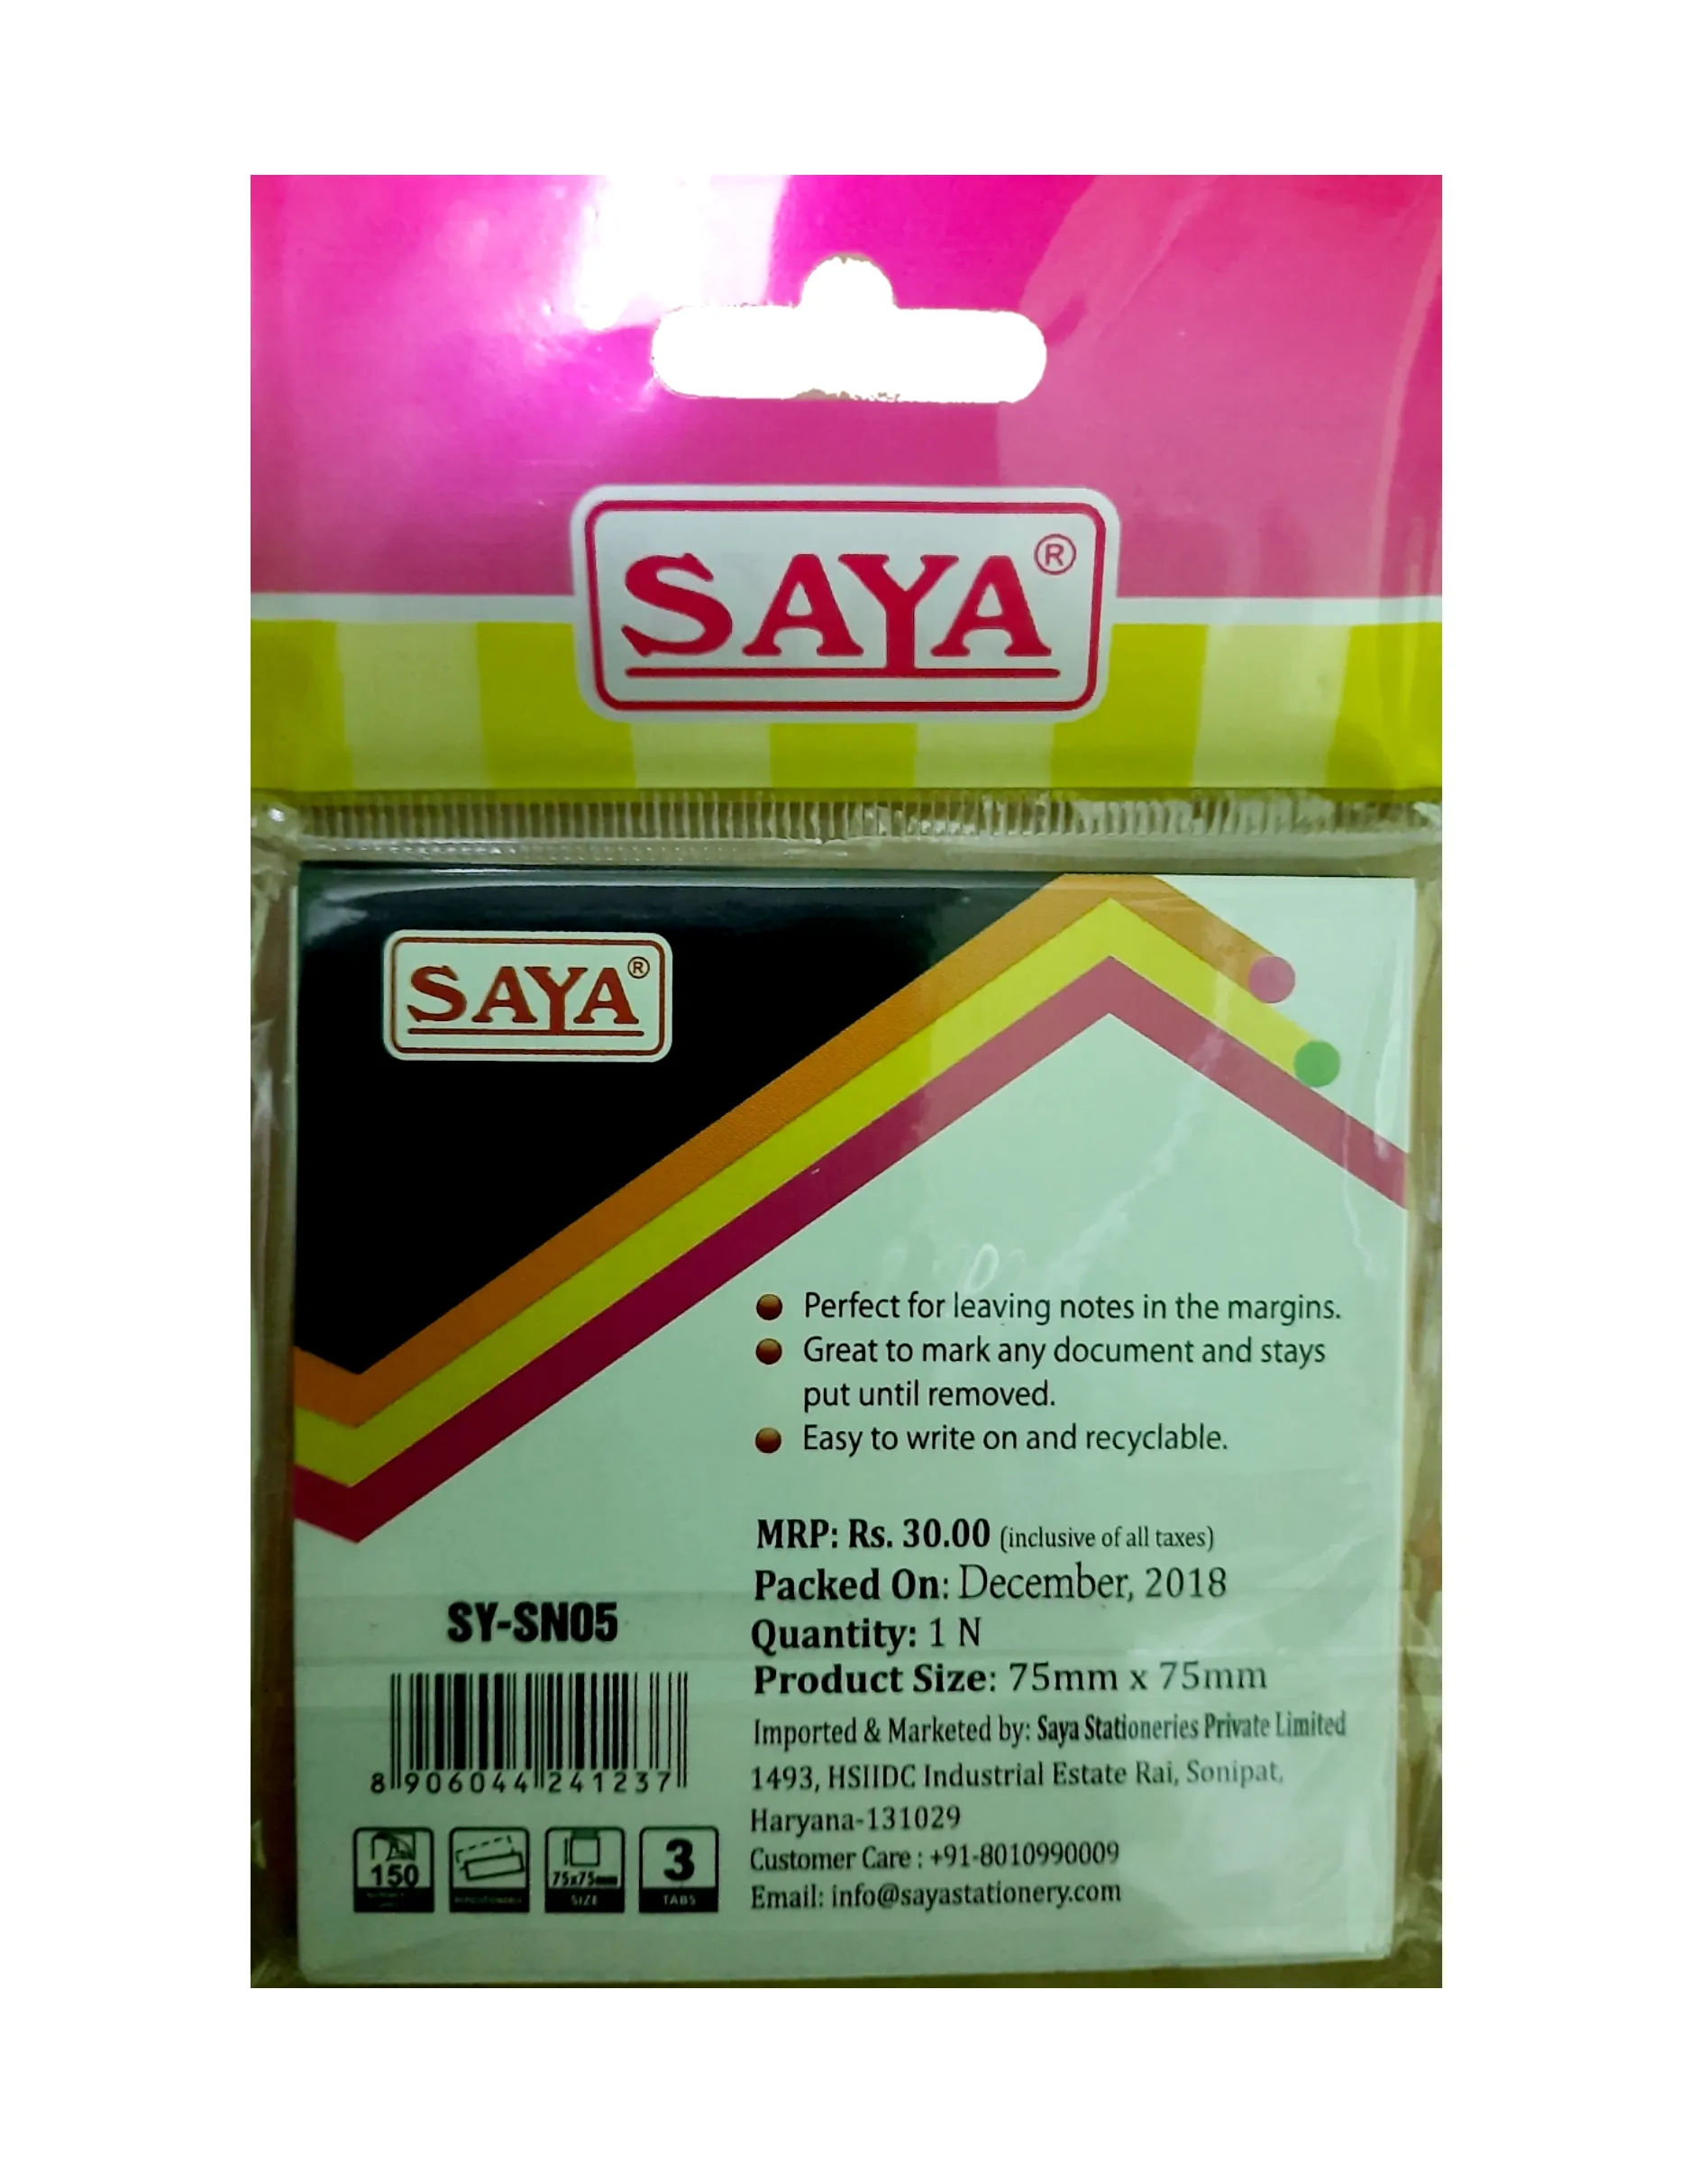 SAYA®
SAYA®
Perfect for leaving notes in the margins.
Great to mark any document and stays
put until removed.
Easy to write on and recyclable.
MRP: Rs. 30.00 (inclusive of all taxes)
Packed On: December, 2018
Quantity: 1 N
Product Size: 75mm x 75mm
Imported & Marketed by: Saya Stationeries Private Limited
1493, HSIIDC Industrial Estate Rai, Sonipat,
Haryana-131029
Customer Care : +91-8010990009
Email: info@sayastationery.com
SY-SN05
8 906044 241237
150
75x75mm
SIZE
3
TABS